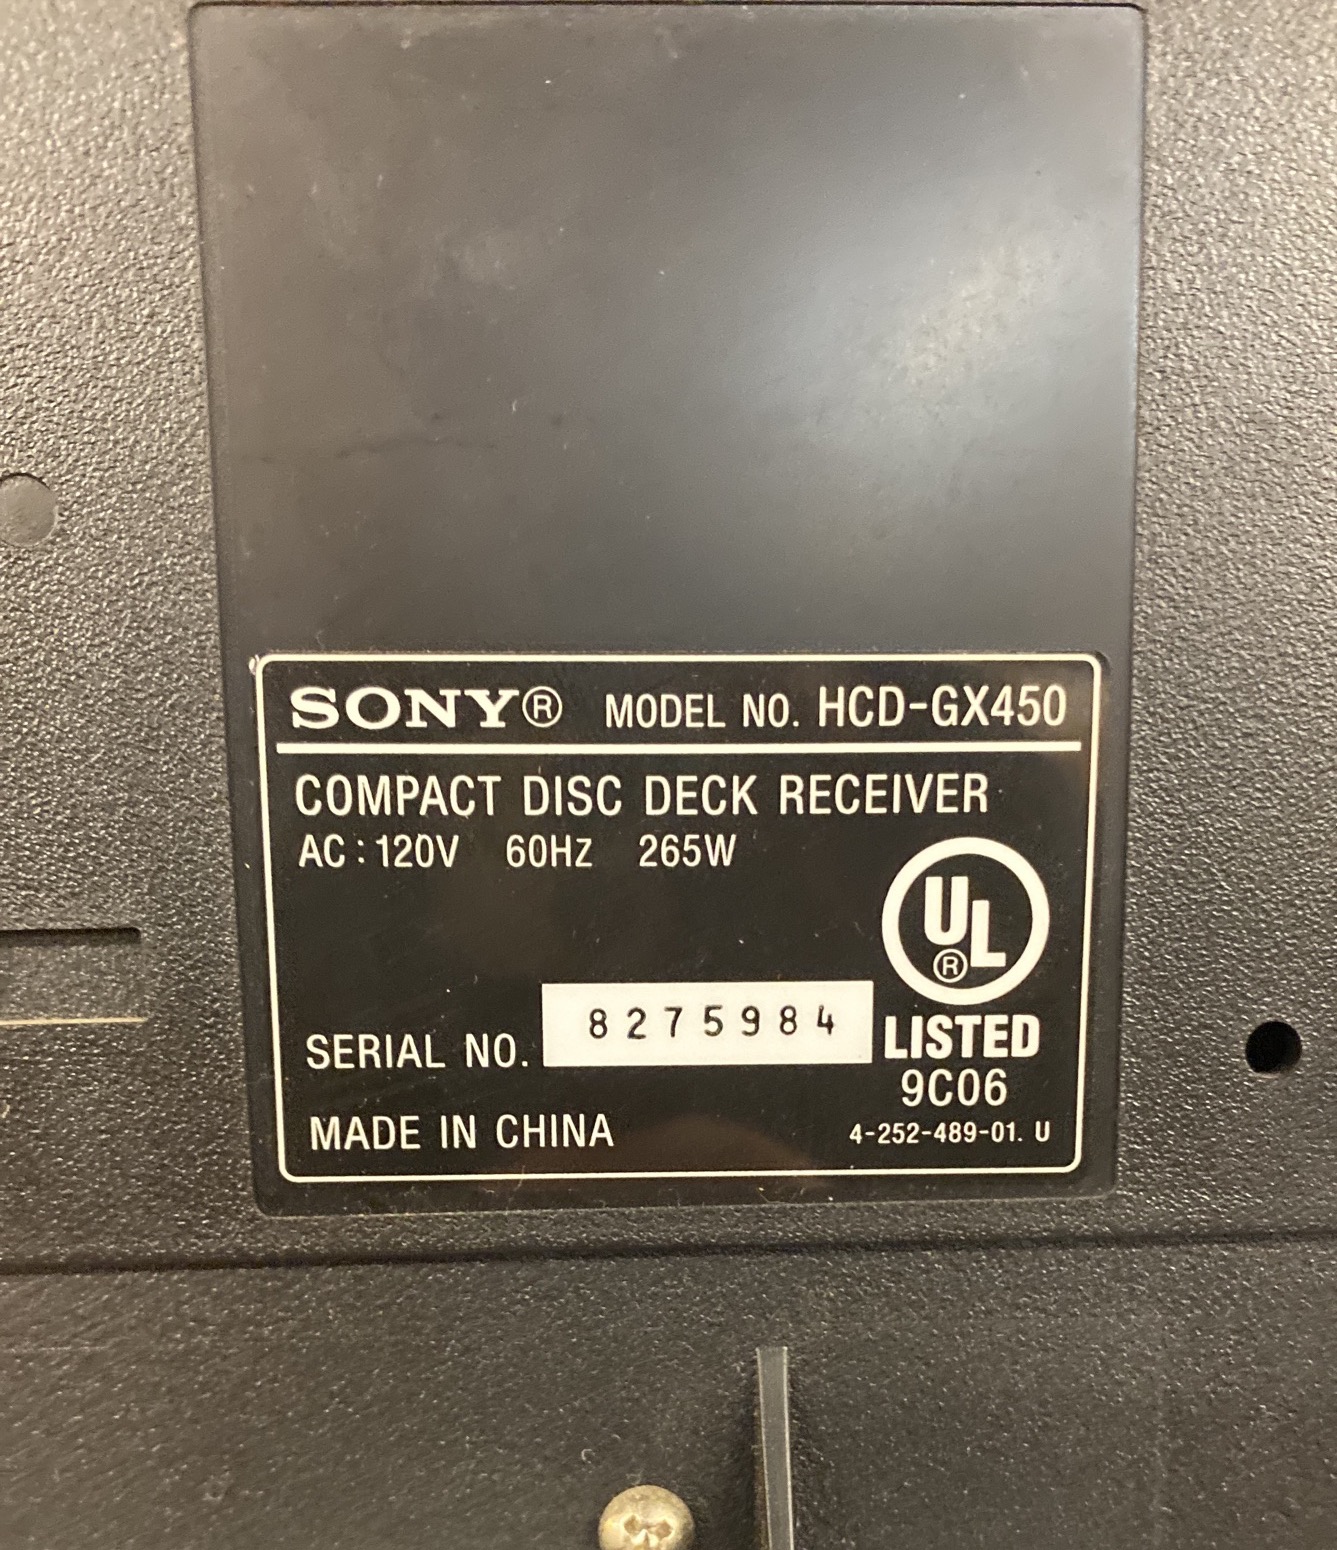 SONY® MODEL NO. HCD-GX450
COMPACT DISC DECK RECEIVER
AC : 120V 60HZ 265W
UL®
LISTED
9C06
SERIAL NO. 8275984
MADE IN CHINA
4-252-489-01. U